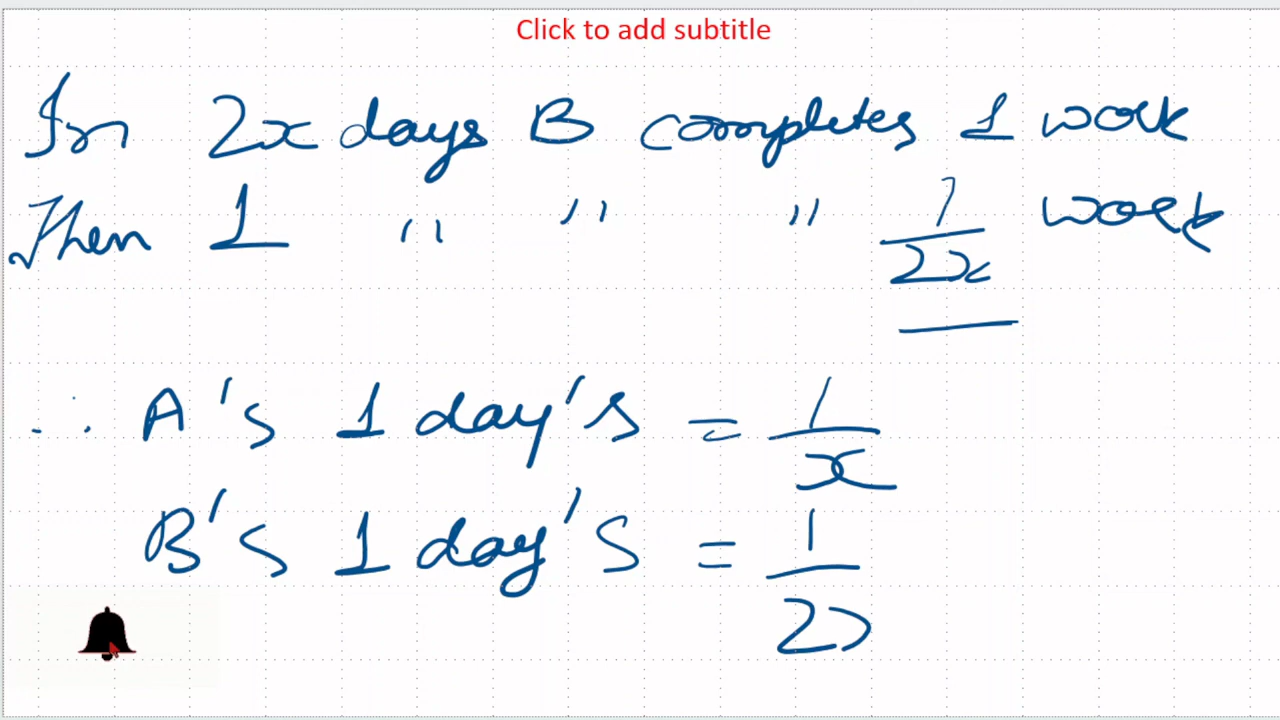 Click to add subtitle
In 2x days B completes 1 work
Then 1 " " " 1/2x work
∴ A's 1 day's = 1/x
B's 1 day's = 1/2